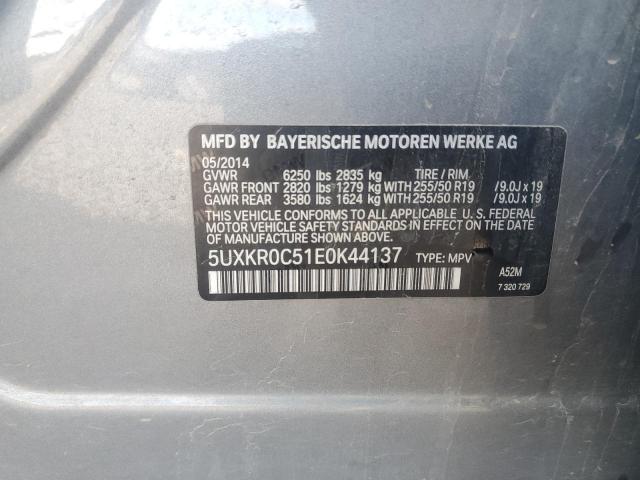 MFD BY BAYERISCHE MOTOREN WERKE AG
05/2014
GVWR 6250 lbs 2835 kg TIRE / RIM
GAWR FRONT 2820 lbs 1279 kg WITH 255/50 R19 /9.0J x 19
GAWR REAR 3580 lbs 1624 kg WITH 255/50 R19 /9.0J x 19
THIS VEHICLE CONFORMS TO ALL APPLICABLE U. S. FEDERAL
MOTOR VEHICLE SAFETY STANDARDS IN EFFECT ON THE
DATE OF MANUFACTURE SHOWN ABOVE.
5UXKR0C51E0K44137 TYPE: MPV
A52M
7 320 729